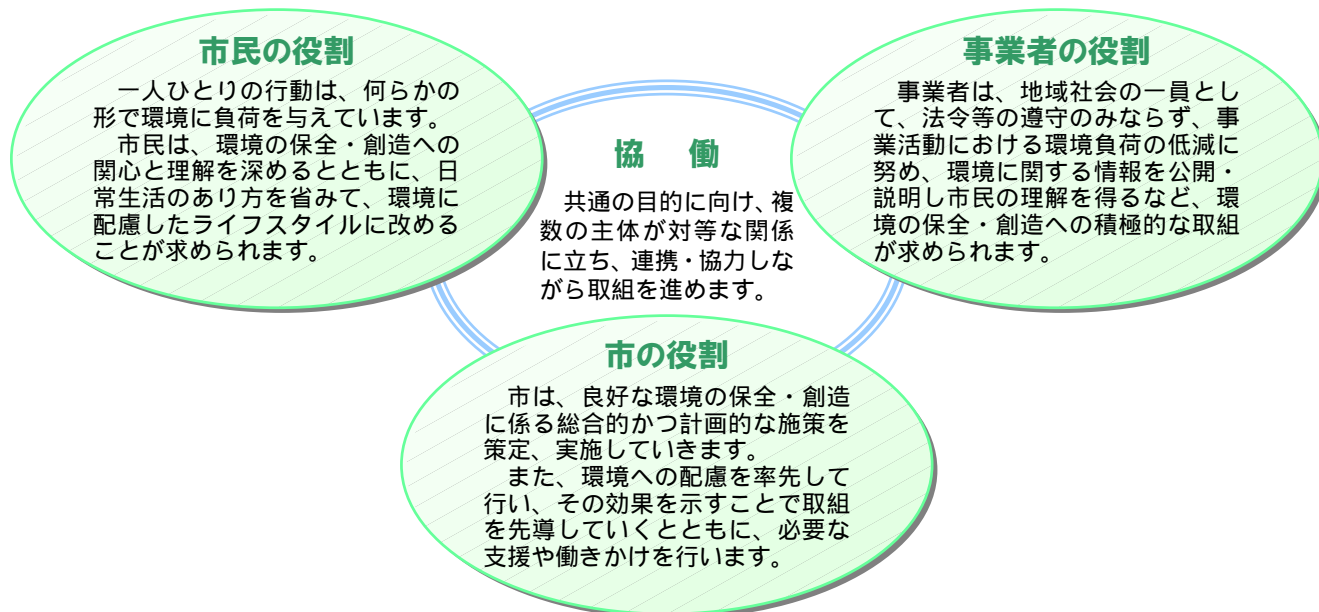 市民の役割
一人ひとりの行動は、何らかの
形で環境に負荷を与えています。
市民は、環境の保全・創造への
関心と理解を深めるとともに、日
常生活のあり方を省みて、環境に
配慮したライフスタイルに改める
ことが求められます。
協 働
共通の目的に向け、複
数の主体が対等な関係
に立ち、連携・協力しな
がら取組を進めます。
事業者の役割
事業者は、地域社会の一員とし
て、法令等の遵守のみならず、事
業活動における環境負荷の低減に
努め、環境に関する情報を公開・
説明し市民の理解を得るなど、環
境の保全・創造への積極的な取組
が求められます。
市の役割
市は、良好な環境の保全・創造
に係る総合的かつ計画的な施策を
策定、実施していきます。
また、環境への配慮を率先して
行い、その効果を示すことで取組
を先導していくとともに、必要な
支援や働きかけを行います。